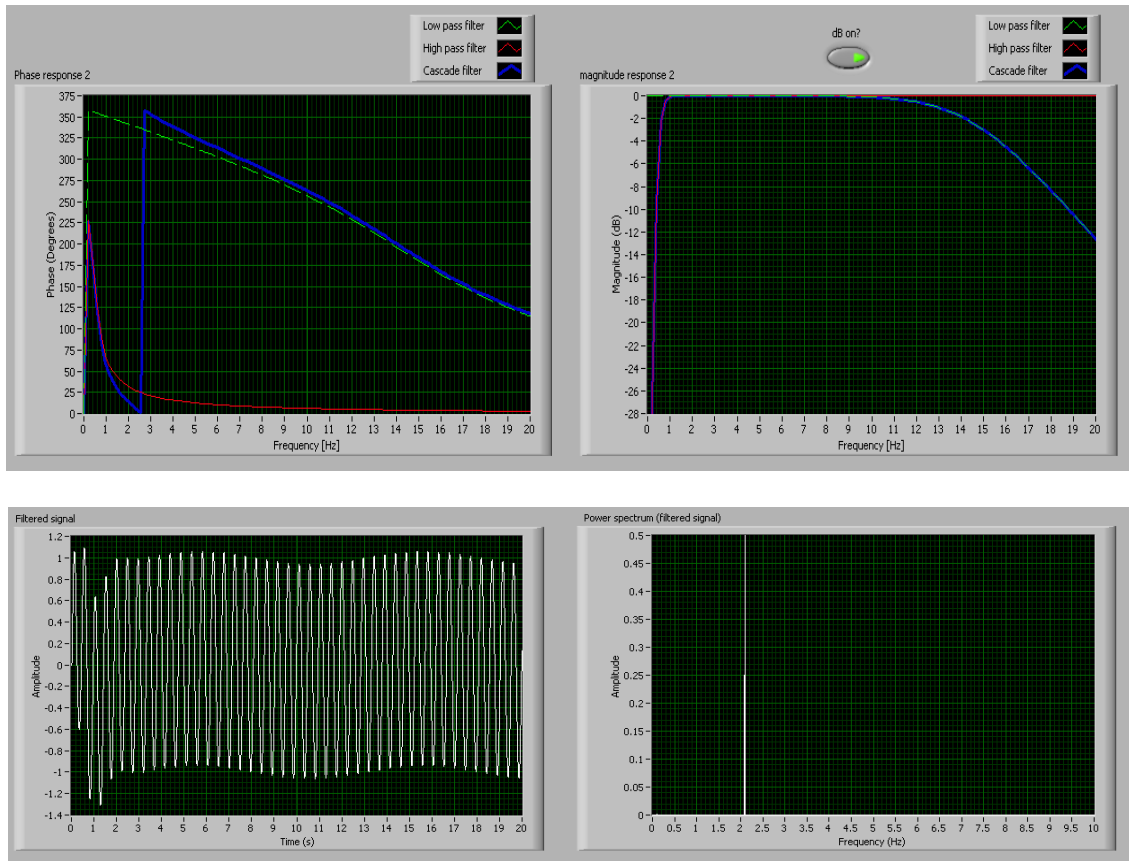 Low pass filter
High pass filter
Cascade filter
Phase response 2
375
350
325
300
275
250
225
200
175
150
125
100
75
50
25
0
Phase (Degrees)
0 1 2 3 4 5 6 7 8 9 10 11 12 13 14 15 16 17 18 19 20
Frequency [Hz]
dB on?
Low pass filter
High pass filter
Cascade filter
magnitude response 2
0
-2
-4
-6
-8
-10
-12
-14
-16
-18
-20
-22
-24
-26
-28
Magnitude (dB)
0 1 2 3 4 5 6 7 8 9 10 11 12 13 14 15 16 17 18 19 20
Frequency [Hz]
Filtered signal
1.2
1
0.8
0.6
0.4
0.2
0
-0.2
-0.4
-0.6
-0.8
-1
-1.2
-1.4
Amplitude
0 1 2 3 4 5 6 7 8 9 10 11 12 13 14 15 16 17 18 19 20
Time (s)
Power spectrum (filtered signal)
0.5
0.45
0.4
0.35
0.3
0.25
0.2
0.15
0.1
0.05
0
Amplitude
0 0.5 1 1.5 2 2.5 3 3.5 4 4.5 5 5.5 6 6.5 7 7.5 8 8.5 9 9.5 10
Frequency (Hz)